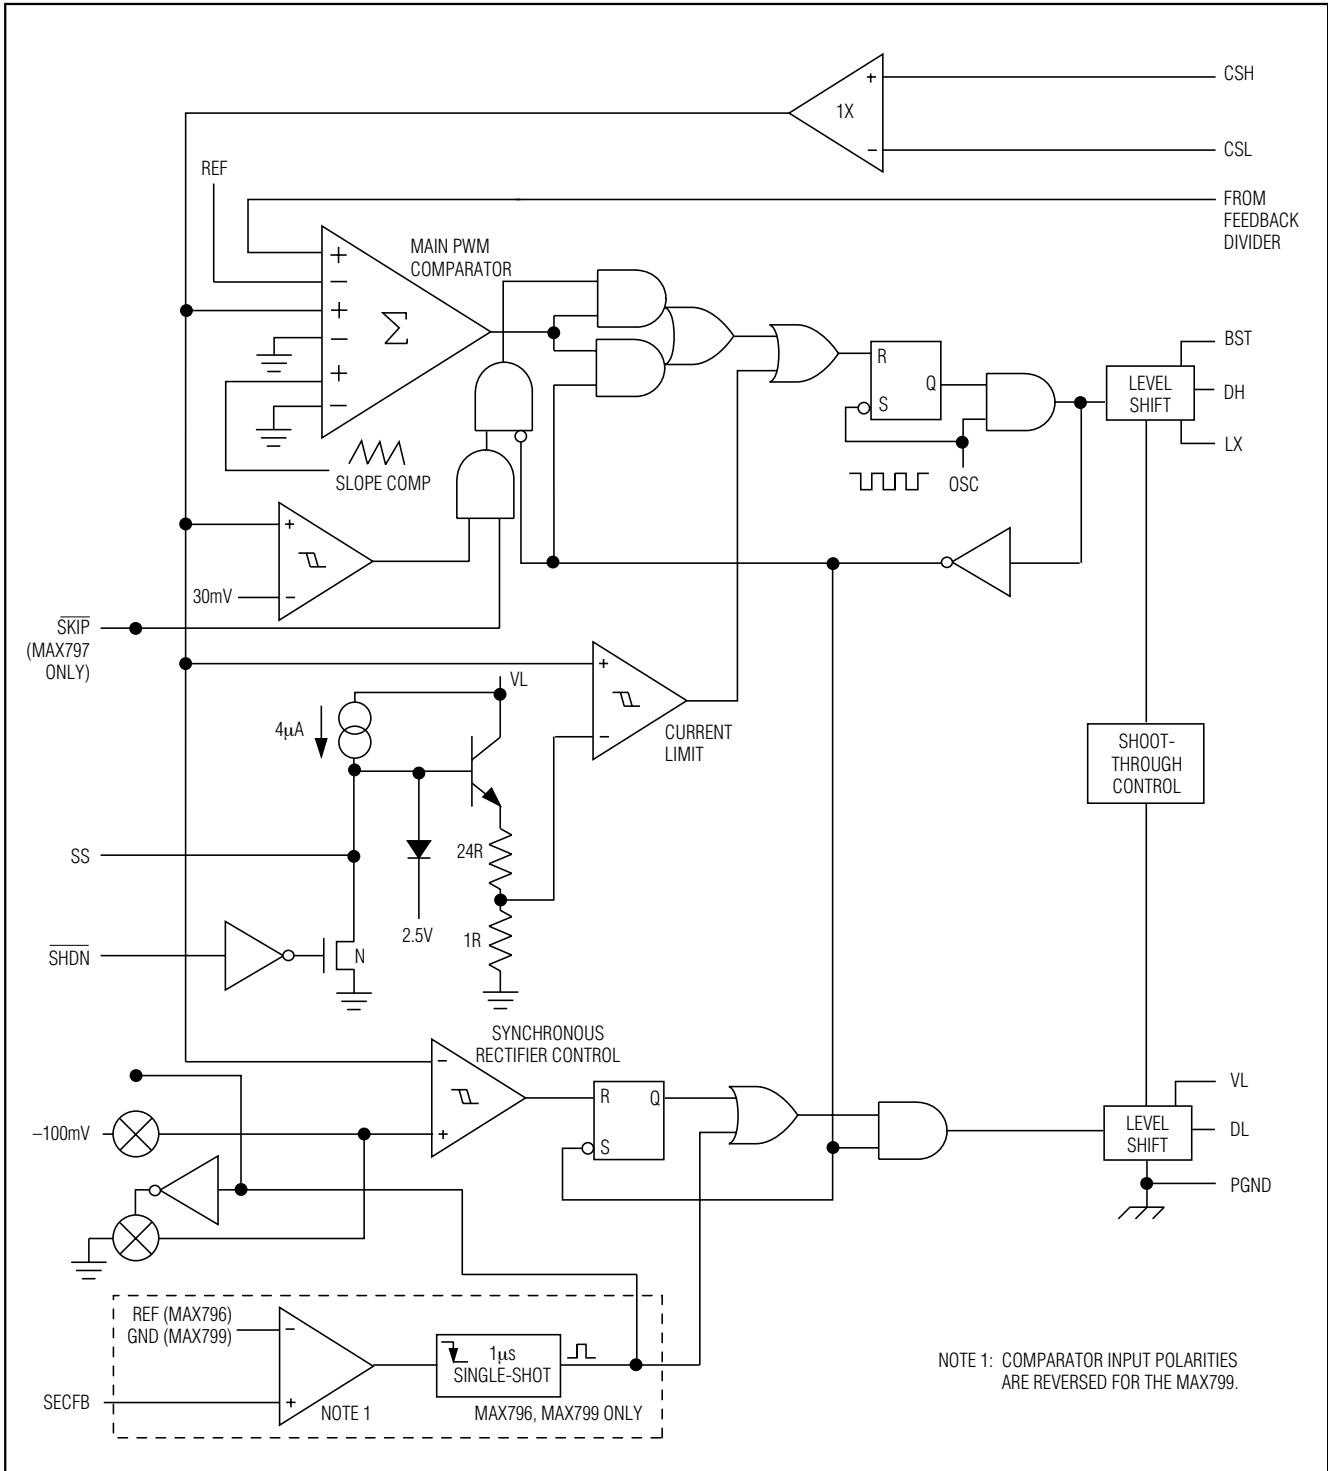 CSH
1X
+
−
CSL
REF
FROM
FEEDBACK
DIVIDER
MAIN PWM
COMPARATOR
+
−
+
−
+
−
Σ
BST
R
Q
S
LEVEL
SHIFT
DH
LX
SLOPE COMP
OSC
+
−
30mV
SKIP
(MAX797
ONLY)
VL
4µA
+
−
CURRENT
LIMIT
SHOOT-
THROUGH
CONTROL
24R
SS
2.5V
1R
SHDN
N
SYNCHRONOUS
RECTIFIER CONTROL
−
+
R
Q
S
VL
LEVEL
SHIFT
DL
PGND
–100mV
REF (MAX796)
GND (MAX799)
−
+
1µs
SINGLE-SHOT
SECFB
NOTE 1
MAX796, MAX799 ONLY
NOTE 1: COMPARATOR INPUT POLARITIES
ARE REVERSED FOR THE MAX799.